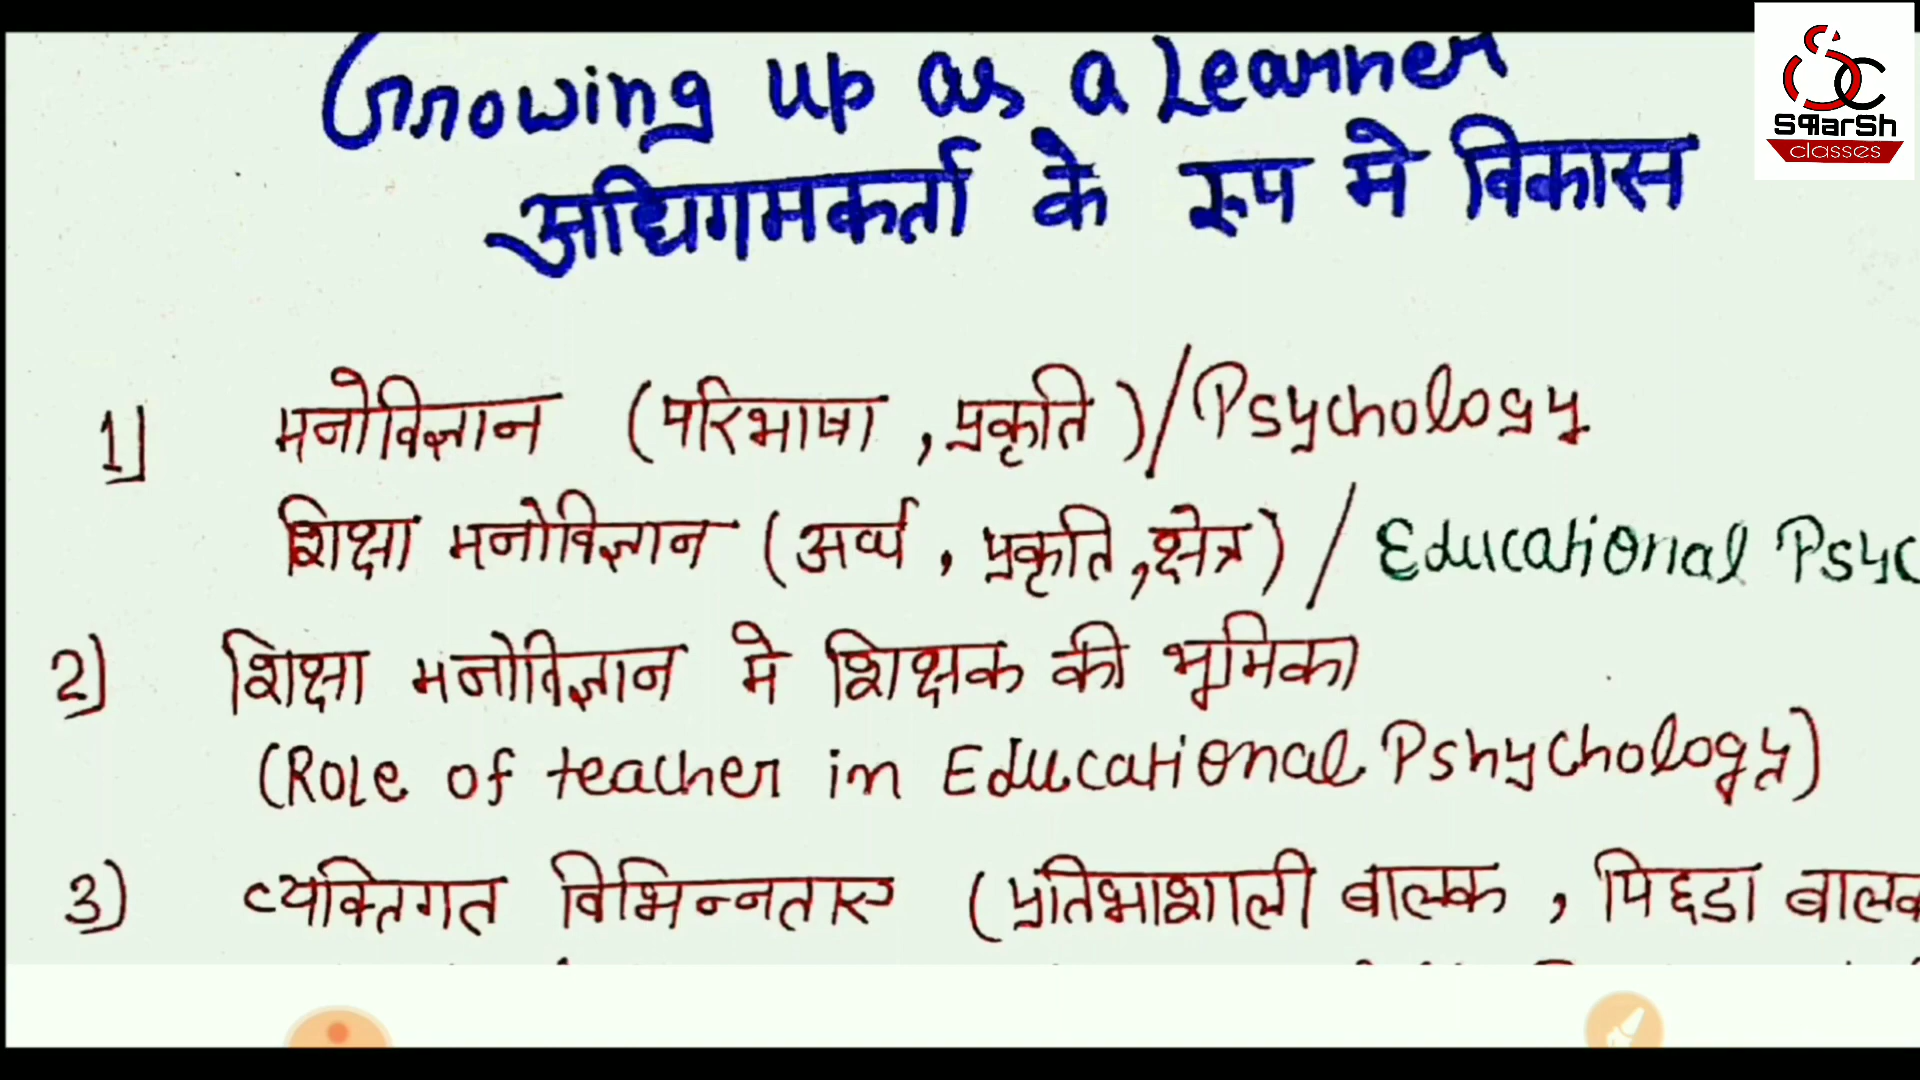 Growing up as a Learner
अधिगमकर्ता के रूप मे विकास
SपarSh
classes
1) मनोविज्ञान (परिभाषा , प्रकृति ) / Psychology
शिक्षा मनोविज्ञान ( अर्थ , प्रकृति , क्षेत्र ) / Educational Psyc
2) शिक्षा मनोविज्ञान मे शिक्षक की भूमिका
(Role of teacher in Educational Pshychology)
3) व्यक्तिगत विभिन्नताए ( प्रतिभाशाली बालक , पिछडा बालक